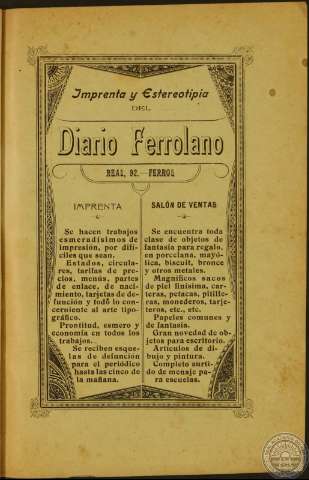 Imprenta y Estereotipia
DEL
Diario Ferrolano
REAL, 92.—FERROL
IMPRENTA
Se hacen trabajos
esmeradísimos de
impresión, por difí-
ciles que sean.
Estados, circula-
res, tarifas de pre-
cios, menús, partes
de enlace, de naci-
miento, tarjetas de de-
función y todo lo con-
cerniente al arte tipo-
gráfico.
Prontitud, esmero y
economía en todos los
trabajos.
Se reciben esque-
las de defunción
para el periódico
hasta las cinco de
la mañana.
SALÓN DE VENTAS
Se encuentra toda
clase de objetos de
fantasía para regalo,
en porcelana, mayó-
lica, biscuit, bronce
y otros metales.
Magníficos sacos
de piel finísima, car-
teras, petacas, pitille-
ras, monederos, tarje-
teros, etc., etc.
Papeles comunes y
de fantasía.
Gran novedad de ob-
jetos para escritorio.
Artículos de di-
bujo y pintura.
Completo surti-
do de menaje pa-
ra escuelas.